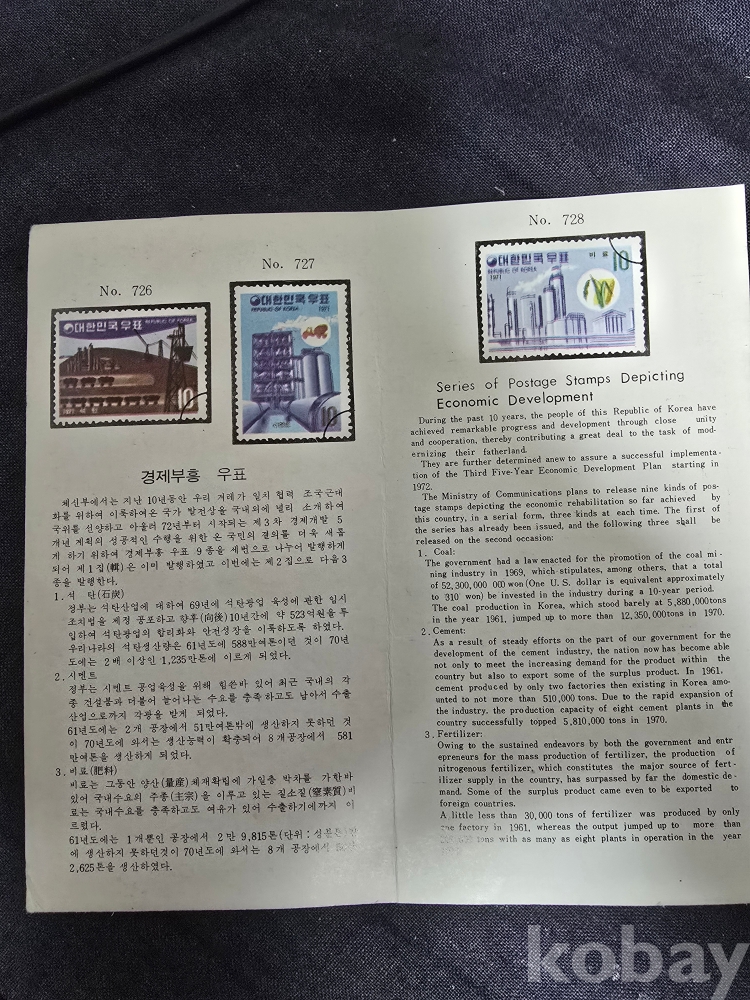 No. 726
대한민국 우표
REPUBLIC OF KOREA
1971 석탄
10
No. 727
대한민국 우표
REPUBLIC OF KOREA
1971
10
경제부흥 우표
체신부에서는 지난 10년동안 우리 겨레가 일치 협력 조국근대
화를 위하여 이룩하여온 국가 발전상을 국내외에 널리 소개하여
국위를 선양하고 아울러 72년부터 시작되는 제3차 경제개발 5
개년 계획의 성공적인 수행을 위한 온 국민의 결의를 더욱 새롭
게 하기 위하여 경제부흥 우표 9종을 세번으로 나누어 발행하게
되어 제1집(輯)은 이미 발행하였고 이번에는 제2집으로 다음3
종을 발행한다.
1. 석 탄(石炭)
정부는 석탄산업에 대하여 69년에 석탄광업 육성에 관한 임시
조치법을 제정 공포하고 향후(向後)10년간에 약 523억원을 투
입하여 석탄광업의 합리화와 안전성장을 이룩하도록 하였다.
우리나라의 석탄생산량은 61년도에 588만여톤이던 것이 70년
도에는 2배 이상인 1,235만톤에 이르게 되었다.
2. 시멘트
정부는 시멘트 공업육성을 위해 힘쓴바 있어 최근 국내의 각
종 건설붐과 더불어 늘어나는 수요를 충족하고도 남아서 수출
산업으로까지 각광을 받게 되었다.
61년도에는 2개 공장에서 51만여톤밖에 생산하지 못하던 것
이 70년도에 와서는 생산능력이 확충되어 8개공장에서 581
만여톤을 생산하게 되었다.
3. 비료(肥料)
비료는 그동안 양산(量産)체재확립에 가일층 박차를 가한바
있어 국내수요의 주종(主宗)을 이루고 있는 질소질(窒素質)비
료는 국내수요를 충족하고도 여유가 있어 수출하기에까지 이
르렀다.
61년도에는 1개뿐인 공장에서 2만 9,815톤(단위:성분톤)밖
에 생산하지 못하던것이 70년도에 와서는 8개 공장에서
2,625톤을 생산하였다.
No. 728
대한민국 우표
REPUBLIC OF KOREA
1971
비료
10
Series of Postage Stamps Depicting
Economic Development
During the past 10 years, the people of this Republic of Korea have
achieved remarkable progress and development through close unity
and cooperation, thereby contributing a great deal to the task of mod-
ernizing their fatherland.
They are further determined anew to assure a successful implementa-
tion of the Third Five-Year Economic Development Plan starting in
1972.
The Ministry of Communications plans to release nine kinds of pos-
tage stamps depicting the economic rehabilitation so far achieved by
this country, in a serial form, three kinds at each time. The first of
the series has already been issued, and the following three shall be
released on the second occasion:
1. Coal:
The government had a law enacted for the promotion of the coal mi-
ning industry in 1969, which stipulates, among others, that a total
of 52,300,000 000 won (One U. S. dollar is equivalent approximately
to 310 won) be invested in the industry during a 10-year period.
The coal production in Korea, which stood barely at 5,880,000tons
in the year 1961, jumped up to more than 12,350,000tons in 1970.
2. Cement:
As a result of steady efforts on the part of our government for the
development of the cement industry, the nation now has become able
not only to meet the increasing demand for the product within the
country but also to export some of the surplus product. In 1961,
cement produced by only two factories then existing in Korea amo-
unted to not more than 510,000 tons. Due to the rapid expansion of
the industry, the production capacity of eight cement plants in the
country successfully topped 5,810,000 tons in 1970.
3. Fertilizer:
Owing to the sustained endeavors by both the government and entr
epreneurs for the mass production of fertilizer, the production of
nitrogenous fertilizer, which constitutes the major source of fert-
ilizer supply in the country, has surpassed by far the domestic de-
mand. Some of the surplus product came even to be exported to
foreign countries.
A little less than 30,000 tons of fertilizer was produced by only
one factory in 1961, whereas the output jumped up to more than
tons with as many as eight plants in operation in the year
kobay